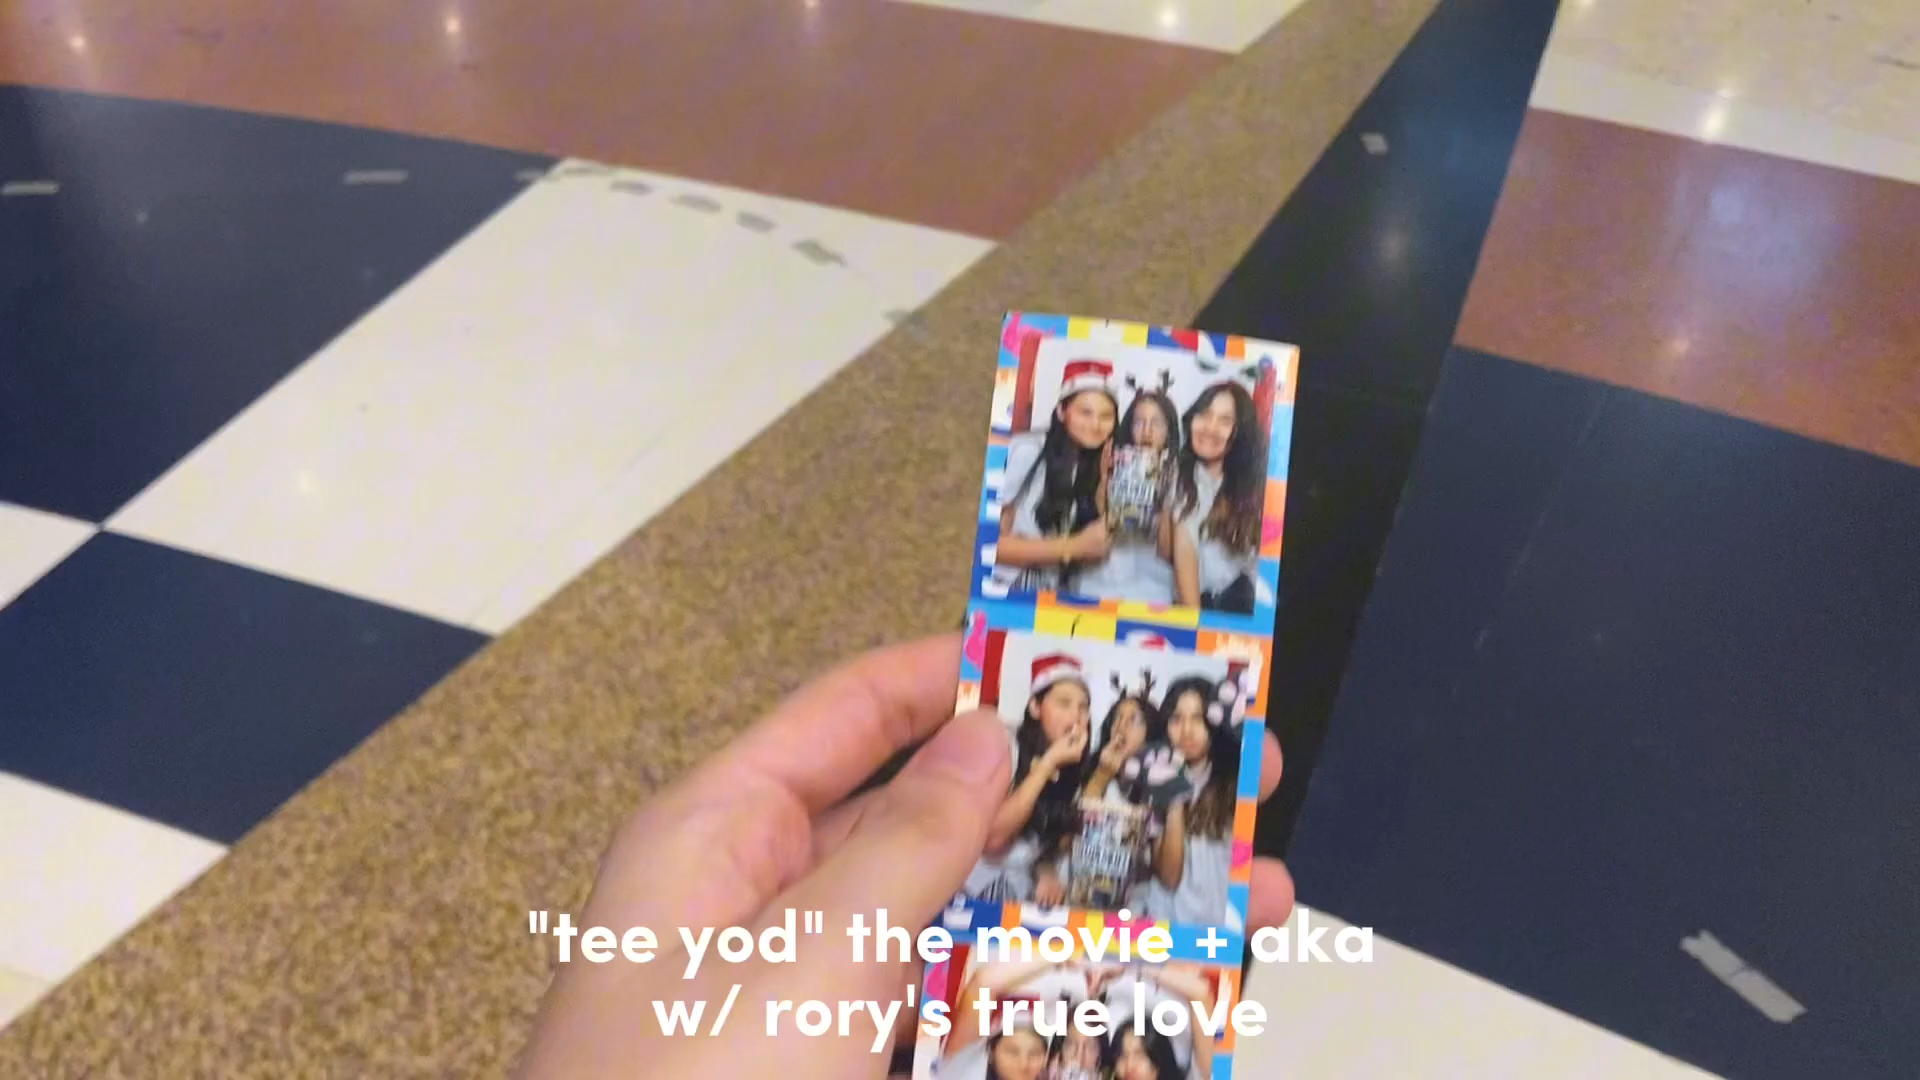 "tee yod" the movie + aka
w/ rory's true love